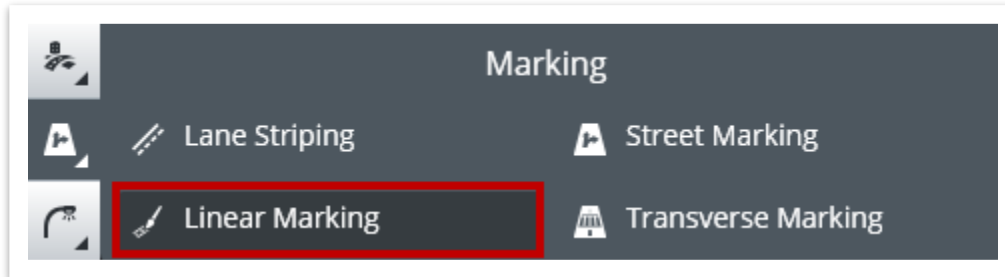 Marking
Lane Striping
Street Marking
Linear Marking
Transverse Marking